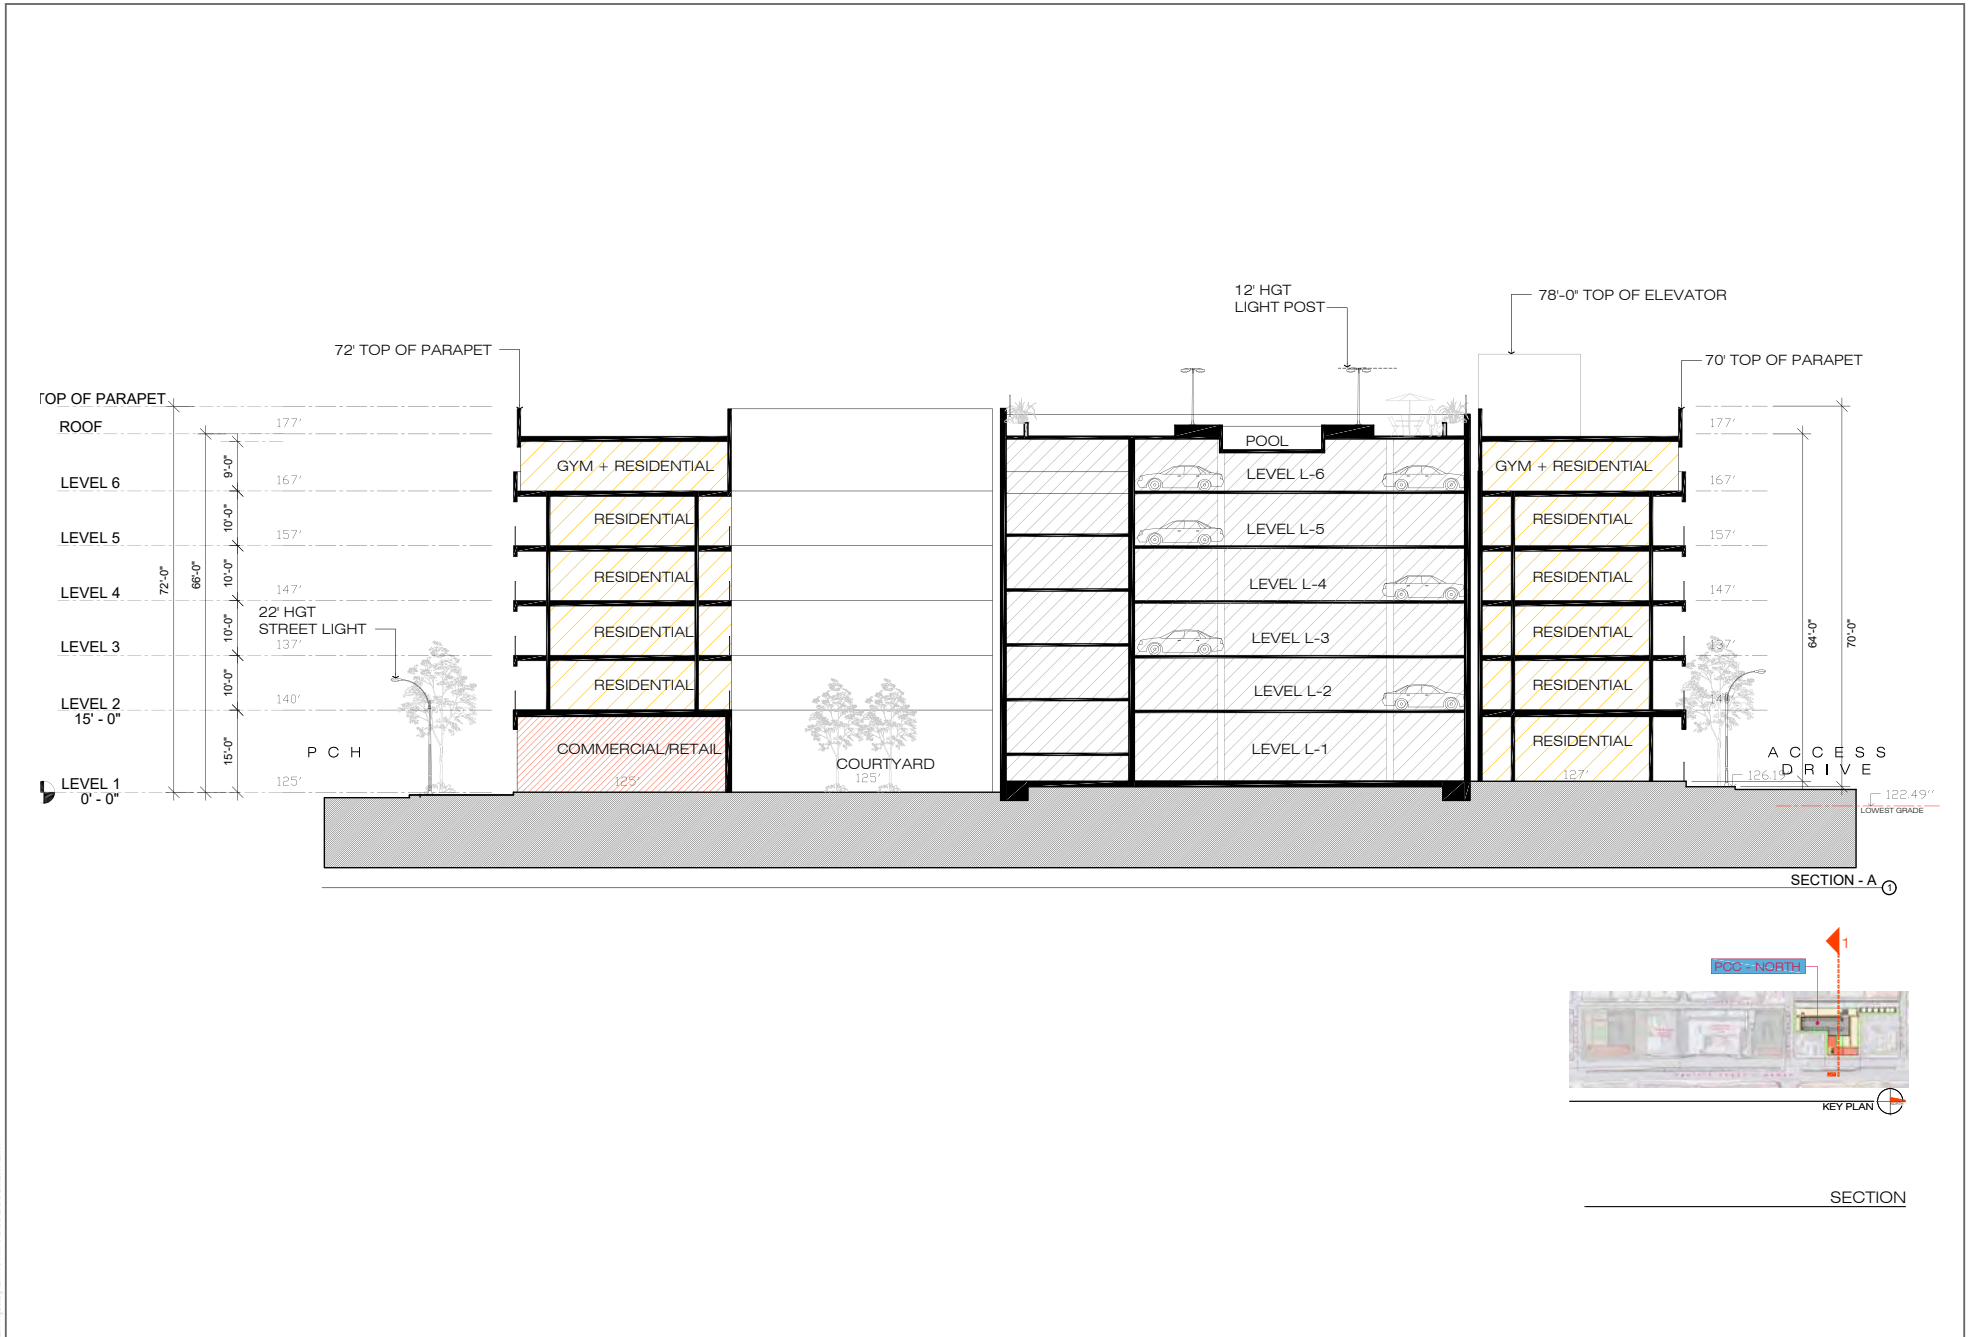 12' HGT
LIGHT POST
78'-0" TOP OF ELEVATOR
72' TOP OF PARAPET
70' TOP OF PARAPET
TOP OF PARAPET
ROOF
177'
177'
POOL
GYM + RESIDENTIAL
LEVEL L-6
GYM + RESIDENTIAL
9'-0"
LEVEL 6
167'
167'
RESIDENTIAL
LEVEL L-5
RESIDENTIAL
10'-0"
LEVEL 5
157'
157'
72'-0"
66'-0"
10'-0"
RESIDENTIAL
LEVEL L-4
RESIDENTIAL
LEVEL 4
147'
147'
22' HGT
STREET LIGHT
10'-0"
RESIDENTIAL
LEVEL L-3
RESIDENTIAL
64'-0"
70'-0"
LEVEL 3
137'
137'
10'-0"
RESIDENTIAL
LEVEL L-2
RESIDENTIAL
LEVEL 2
15' - 0"
140'
15'-0"
P C H
COMMERCIAL/RETAIL
COURTYARD
LEVEL L-1
RESIDENTIAL
ACCESS
DRIVE
LEVEL 1
0' - 0"
125'
125'
125'
127'
126.19'
122.49''
LOWEST GRADE
SECTION - A
1
1
PCC - NORTH
KEY PLAN
SECTION